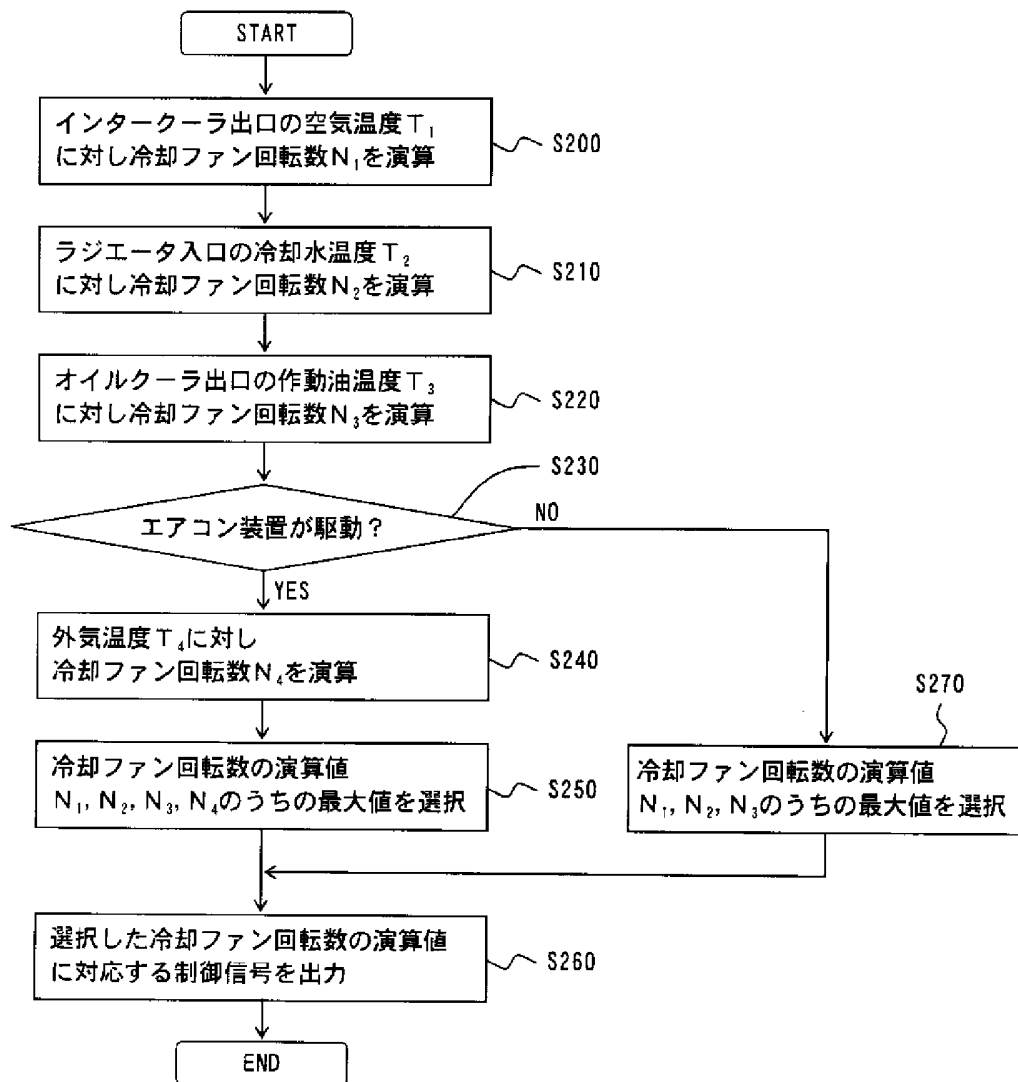 START
インタークーラ出口の空気温度T₁
に対し冷却ファン回転数N₁を演算
S200
ラジエータ入口の冷却水温度T₂
に対し冷却ファン回転数N₂を演算
S210
オイルクーラ出口の作動油温度T₃
に対し冷却ファン回転数N₃を演算
S220
S230
エアコン装置が駆動?
NO
YES
外気温度T₄に対し
冷却ファン回転数N₄を演算
S240
S270
冷却ファン回転数の演算値
N₁, N₂, N₃, N₄のうちの最大値を選択
S250
冷却ファン回転数の演算値
N₁, N₂, N₃のうちの最大値を選択
選択した冷却ファン回転数の演算値
に対応する制御信号を出力
S260
END